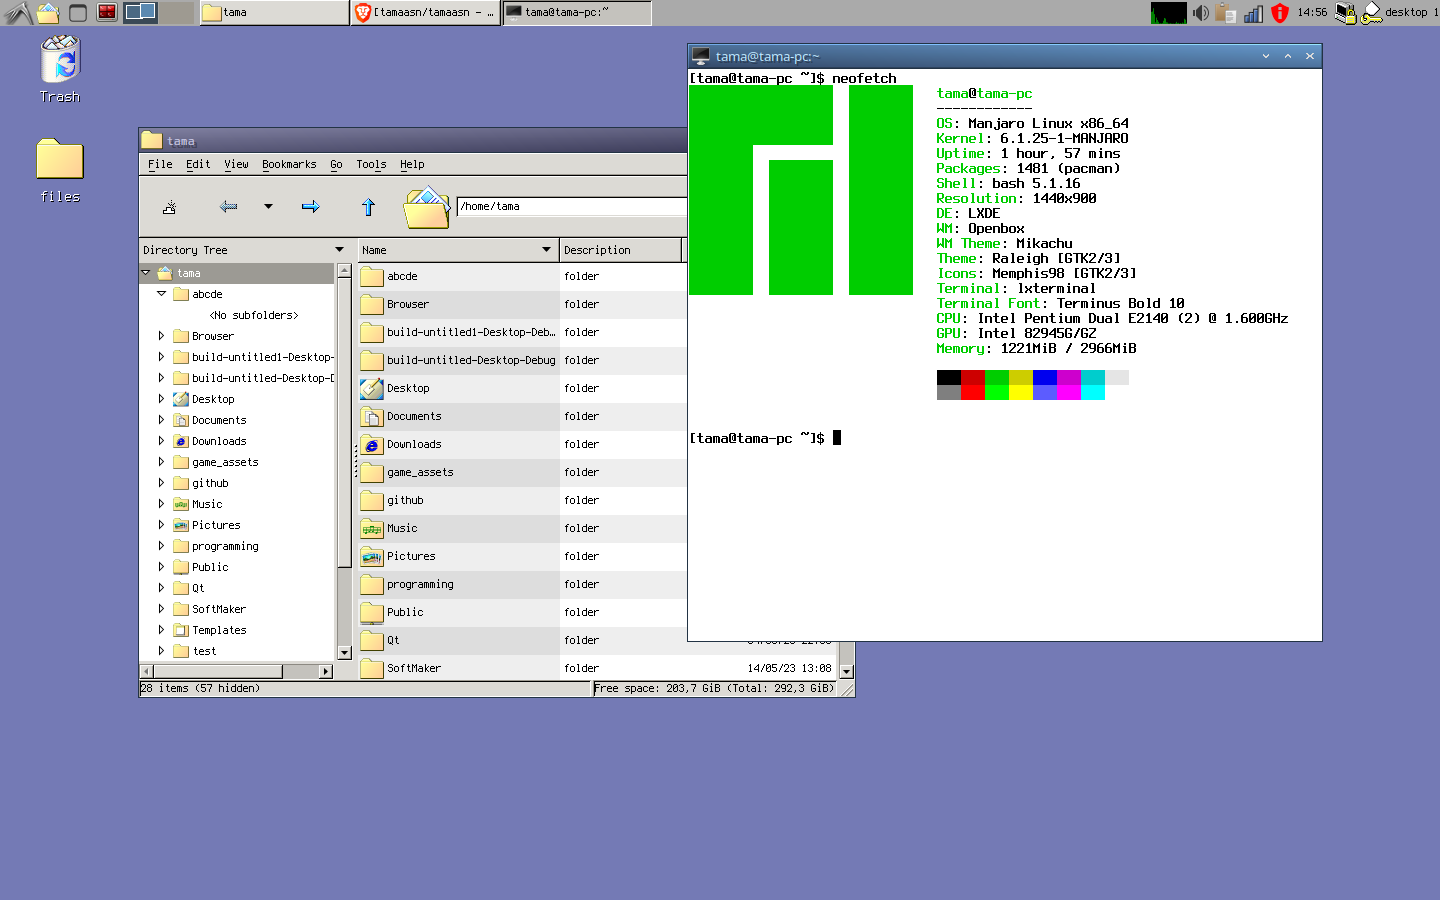 tama
[tamaasn/tamaasn - …
tama@tama-pc:~
14:56
desktop 1
Trash
files
tama
File Edit View Bookmarks Go Tools Help
/home/tama
Directory Tree
tama
abcde
<No subfolders>
Browser
build-untitled1-Desktop-
build-untitled-Desktop-D
Desktop
Documents
Downloads
game_assets
github
Music
Pictures
programming
Public
Qt
SoftMaker
Templates
test
Name Description
abcde folder
Browser folder
build-untitled1-Desktop-Deb… folder
build-untitled-Desktop-Debug folder
Desktop folder
Documents folder
Downloads folder
game_assets folder
github folder
Music folder
Pictures folder
programming folder
Public folder
Qt folder
SoftMaker folder 14/05/23 13:08
28 items (57 hidden)
Free space: 203,7 GiB (Total: 292,3 GiB)
tama@tama-pc:~
[tama@tama-pc ~]$ neofetch
tama@tama-pc
------------
OS: Manjaro Linux x86_64
Kernel: 6.1.25-1-MANJARO
Uptime: 1 hour, 57 mins
Packages: 1481 (pacman)
Shell: bash 5.1.16
Resolution: 1440x900
DE: LXDE
WM: Openbox
WM Theme: Mikachu
Theme: Raleigh [GTK2/3]
Icons: Memphis98 [GTK2/3]
Terminal: lxterminal
Terminal Font: Terminus Bold 10
CPU: Intel Pentium Dual E2140 (2) @ 1.600GHz
GPU: Intel 82945G/GZ
Memory: 1221MiB / 2966MiB
[tama@tama-pc ~]$